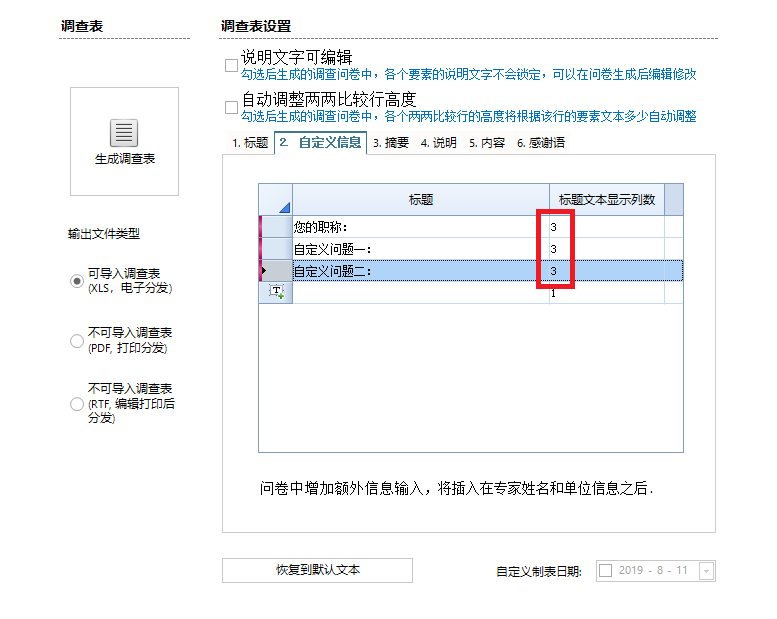 调查表
调查表设置
说明文字可编辑
勾选后生成的调查问卷中，各个要素的说明文字不会锁定，可以在问卷生成后编辑修改
自动调整两两比较行高度
勾选后生成的调查问卷中，各个两两比较行的高度将根据该行的要素文本多少自动调整
生成调查表
1. 标题 2. 自定义信息 3. 摘要 4. 说明 5. 内容 6. 感谢语
标题 标题文本显示列数
您的职称： 3
自定义问题一： 3
自定义问题二： 3
1
输出文件类型
可导入调查表
(XLS，电子分发)
不可导入调查表
(PDF, 打印分发)
不可导入调查表
(RTF, 编辑打印后
分发)
问卷中增加额外信息输入，将插入在专家姓名和单位信息之后.
恢复到默认文本
自定义制表日期: 2019 - 8 - 11